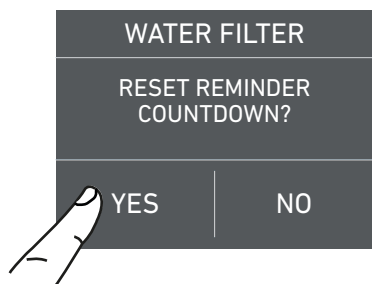 WATER FILTER
RESET REMINDER
COUNTDOWN?
YES
NO